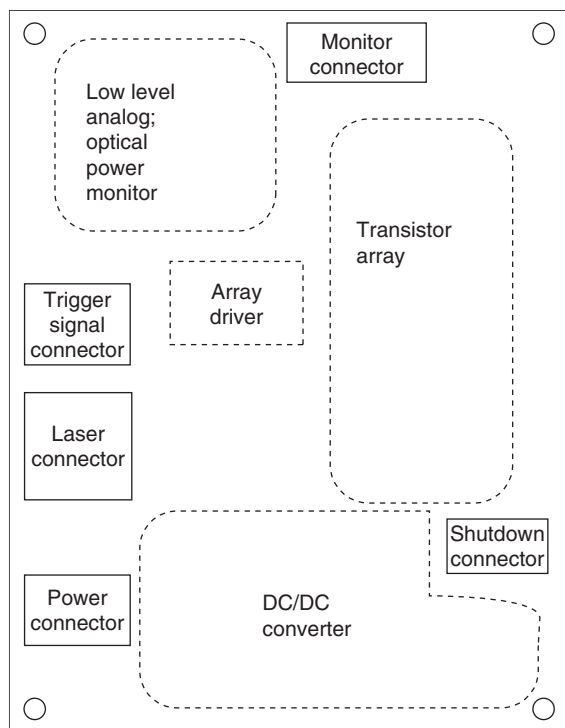 Monitor
connector
Low level
analog;
optical
power
monitor
Transistor
array
Array
driver
Trigger
signal
connector
Laser
connector
Shutdown
connector
Power
connector
DC/DC
converter